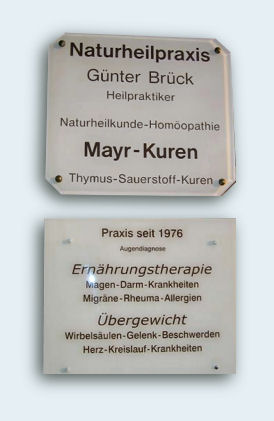 Naturheilpraxis
Günter Brück
Heilpraktiker
Naturheilkunde-Homöopathie
Mayr-Kuren
Thymus-Sauerstoff-Kuren
Praxis seit 1976
Augendiagnose
Ernährungstherapie
Magen-Darm-Krankheiten
Migräne-Rheuma-Allergien
Übergewicht
Wirbelsäulen-Gelenk-Beschwerden
Herz-Kreislauf-Krankheiten